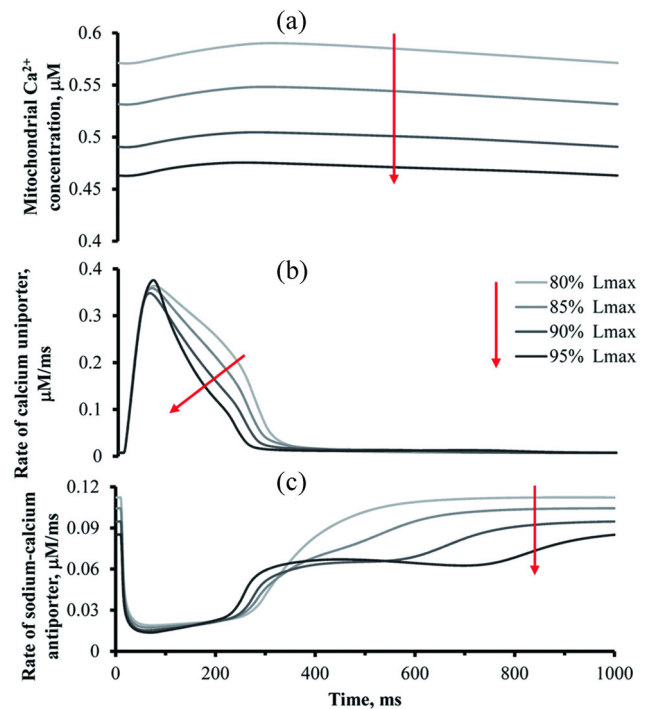 (a)
Mitochondrial Ca²⁺
concentration, μM
0.6
0.55
0.5
0.45
0.4
(b)
Rate of calcium uniporter,
μM/ms
0.4
0.3
0.2
0.1
0
80% Lmax
85% Lmax
90% Lmax
95% Lmax
(c)
Rate of sodium-calcium
antiporter, μM/ms
0.12
0.09
0.06
0.03
0
0
200
400
600
800
1000
Time, ms